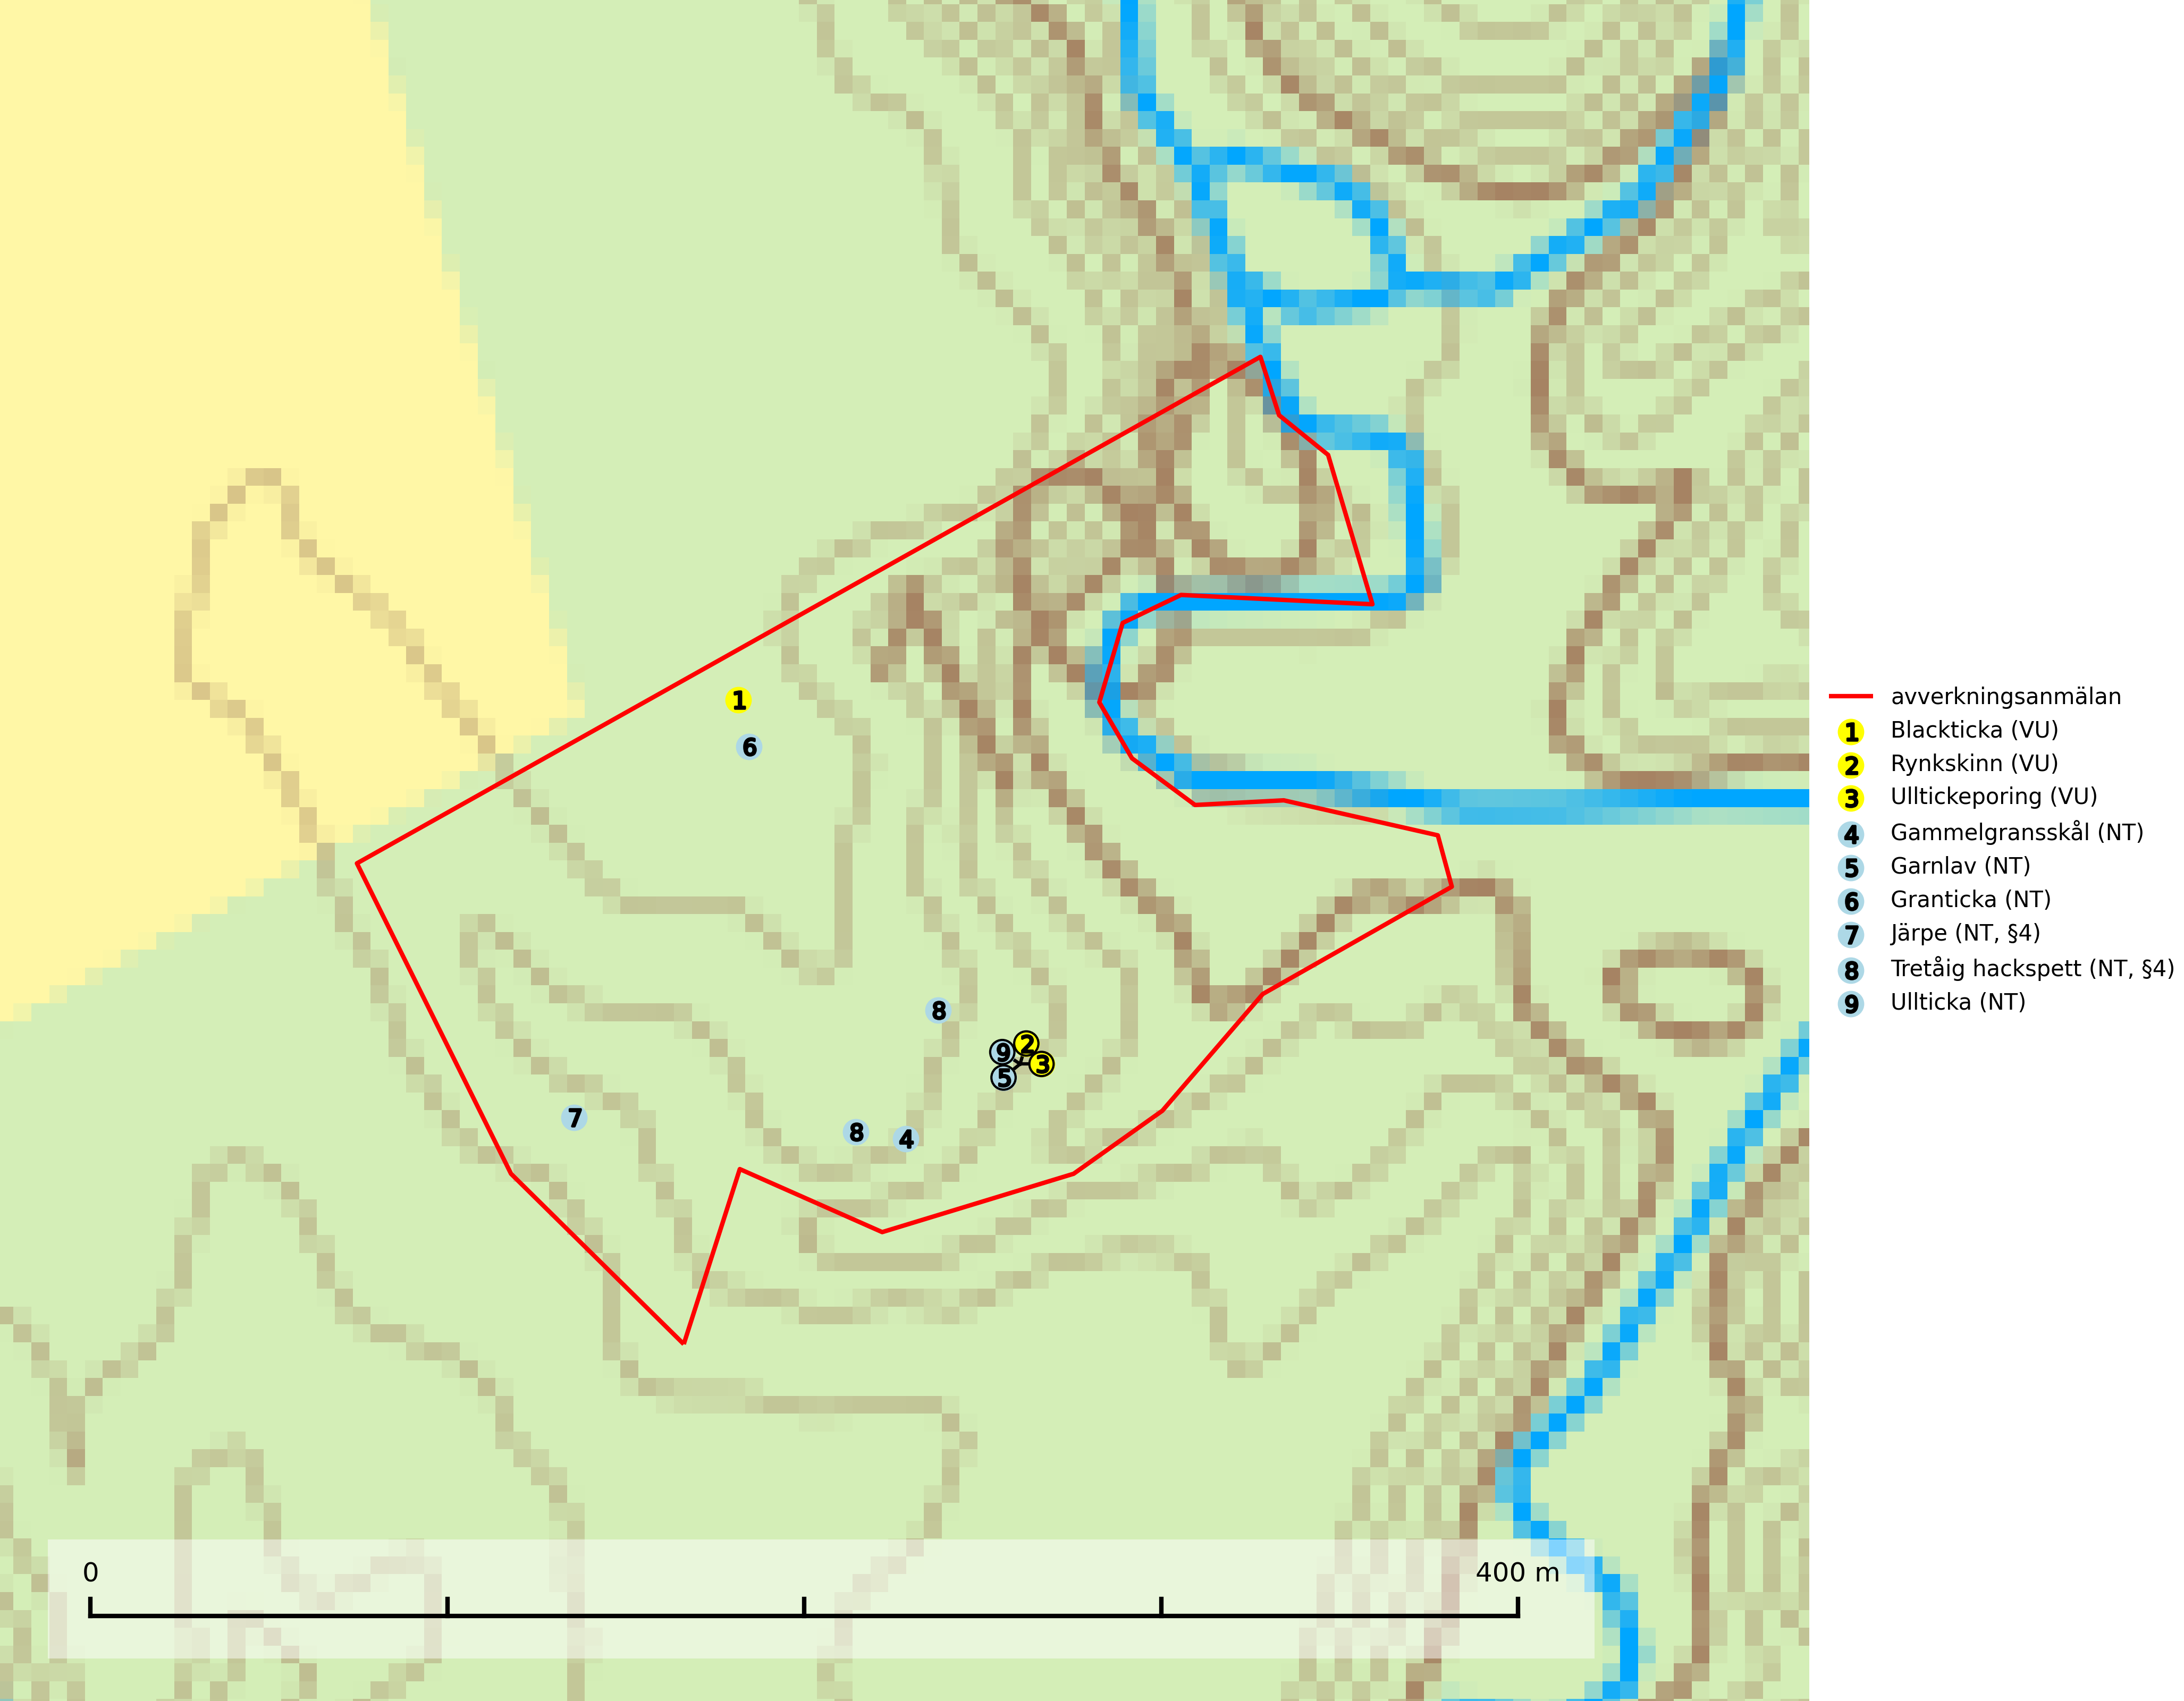 1
6
8
9
2
3
5
7
8
4
0
400 m
avverkningsanmälan
1 Blackticka (VU)
2 Rynkskinn (VU)
3 Ulltickeporing (VU)
4 Gammelgransskål (NT)
5 Garnlav (NT)
6 Granticka (NT)
7 Järpe (NT, §4)
8 Tretåig hackspett (NT, §4)
9 Ullticka (NT)